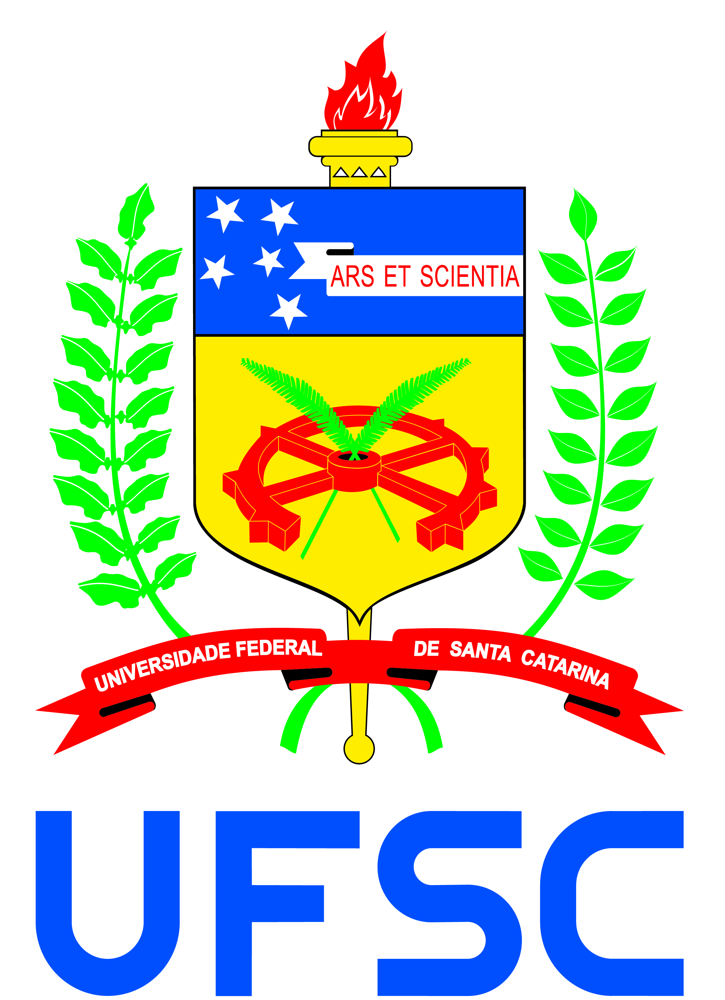 ARS ET SCIENTIA
UNIVERSIDADE FEDERAL DE SANTA CATARINA
UFSC